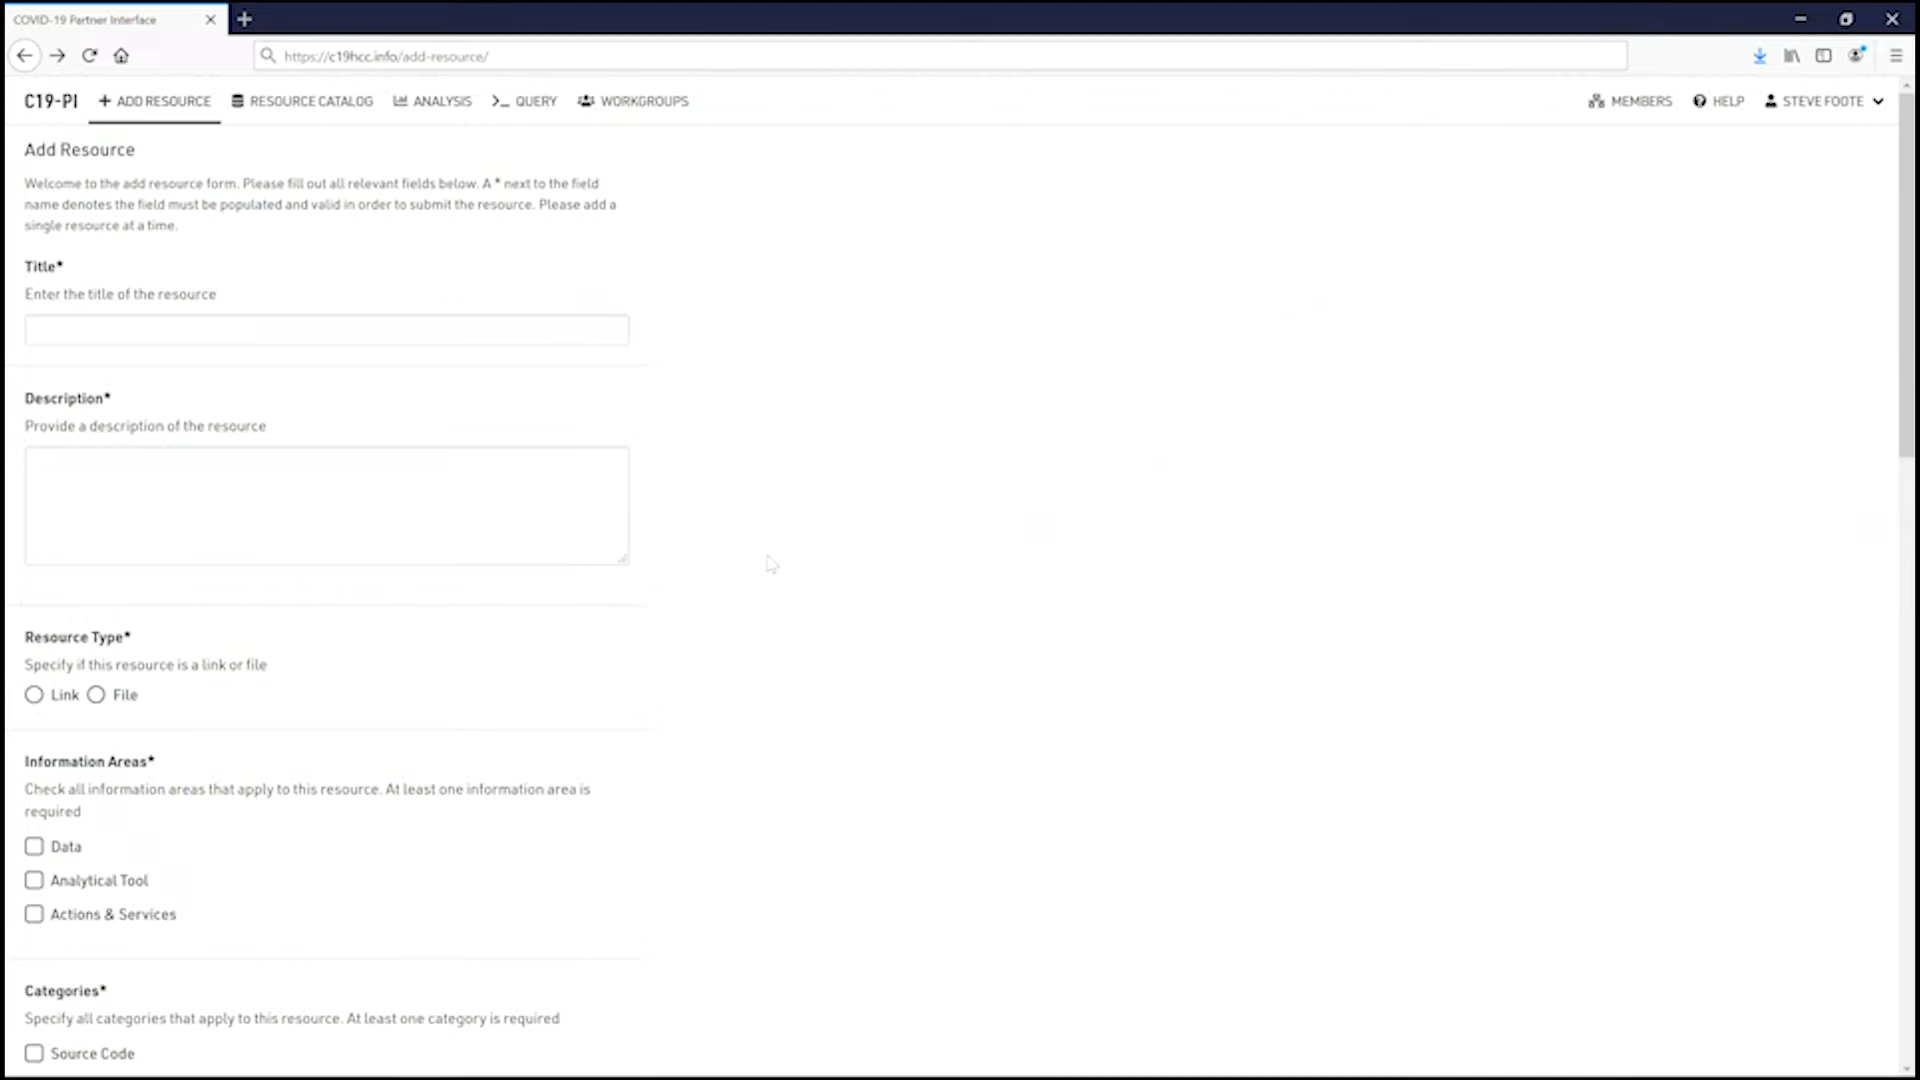 COVID-19 Partner Interface
https://c19hcc.info/add-resource/
C19-PI ADD RESOURCE RESOURCE CATALOG ANALYSIS QUERY WORKGROUPS MEMBERS HELP STEVE FOOTE
Add Resource
Welcome to the add resource form. Please fill out all relevant fields below. A * next to the field
name denotes the field must be populated and valid in order to submit the resource. Please add a
single resource at a time.
Title*
Enter the title of the resource
Description*
Provide a description of the resource
Resource Type*
Specify if this resource is a link or file
Link File
Information Areas*
Check all information areas that apply to this resource. At least one information area is
required
Data
Analytical Tool
Actions & Services
Categories*
Specify all categories that apply to this resource. At least one category is required
Source Code